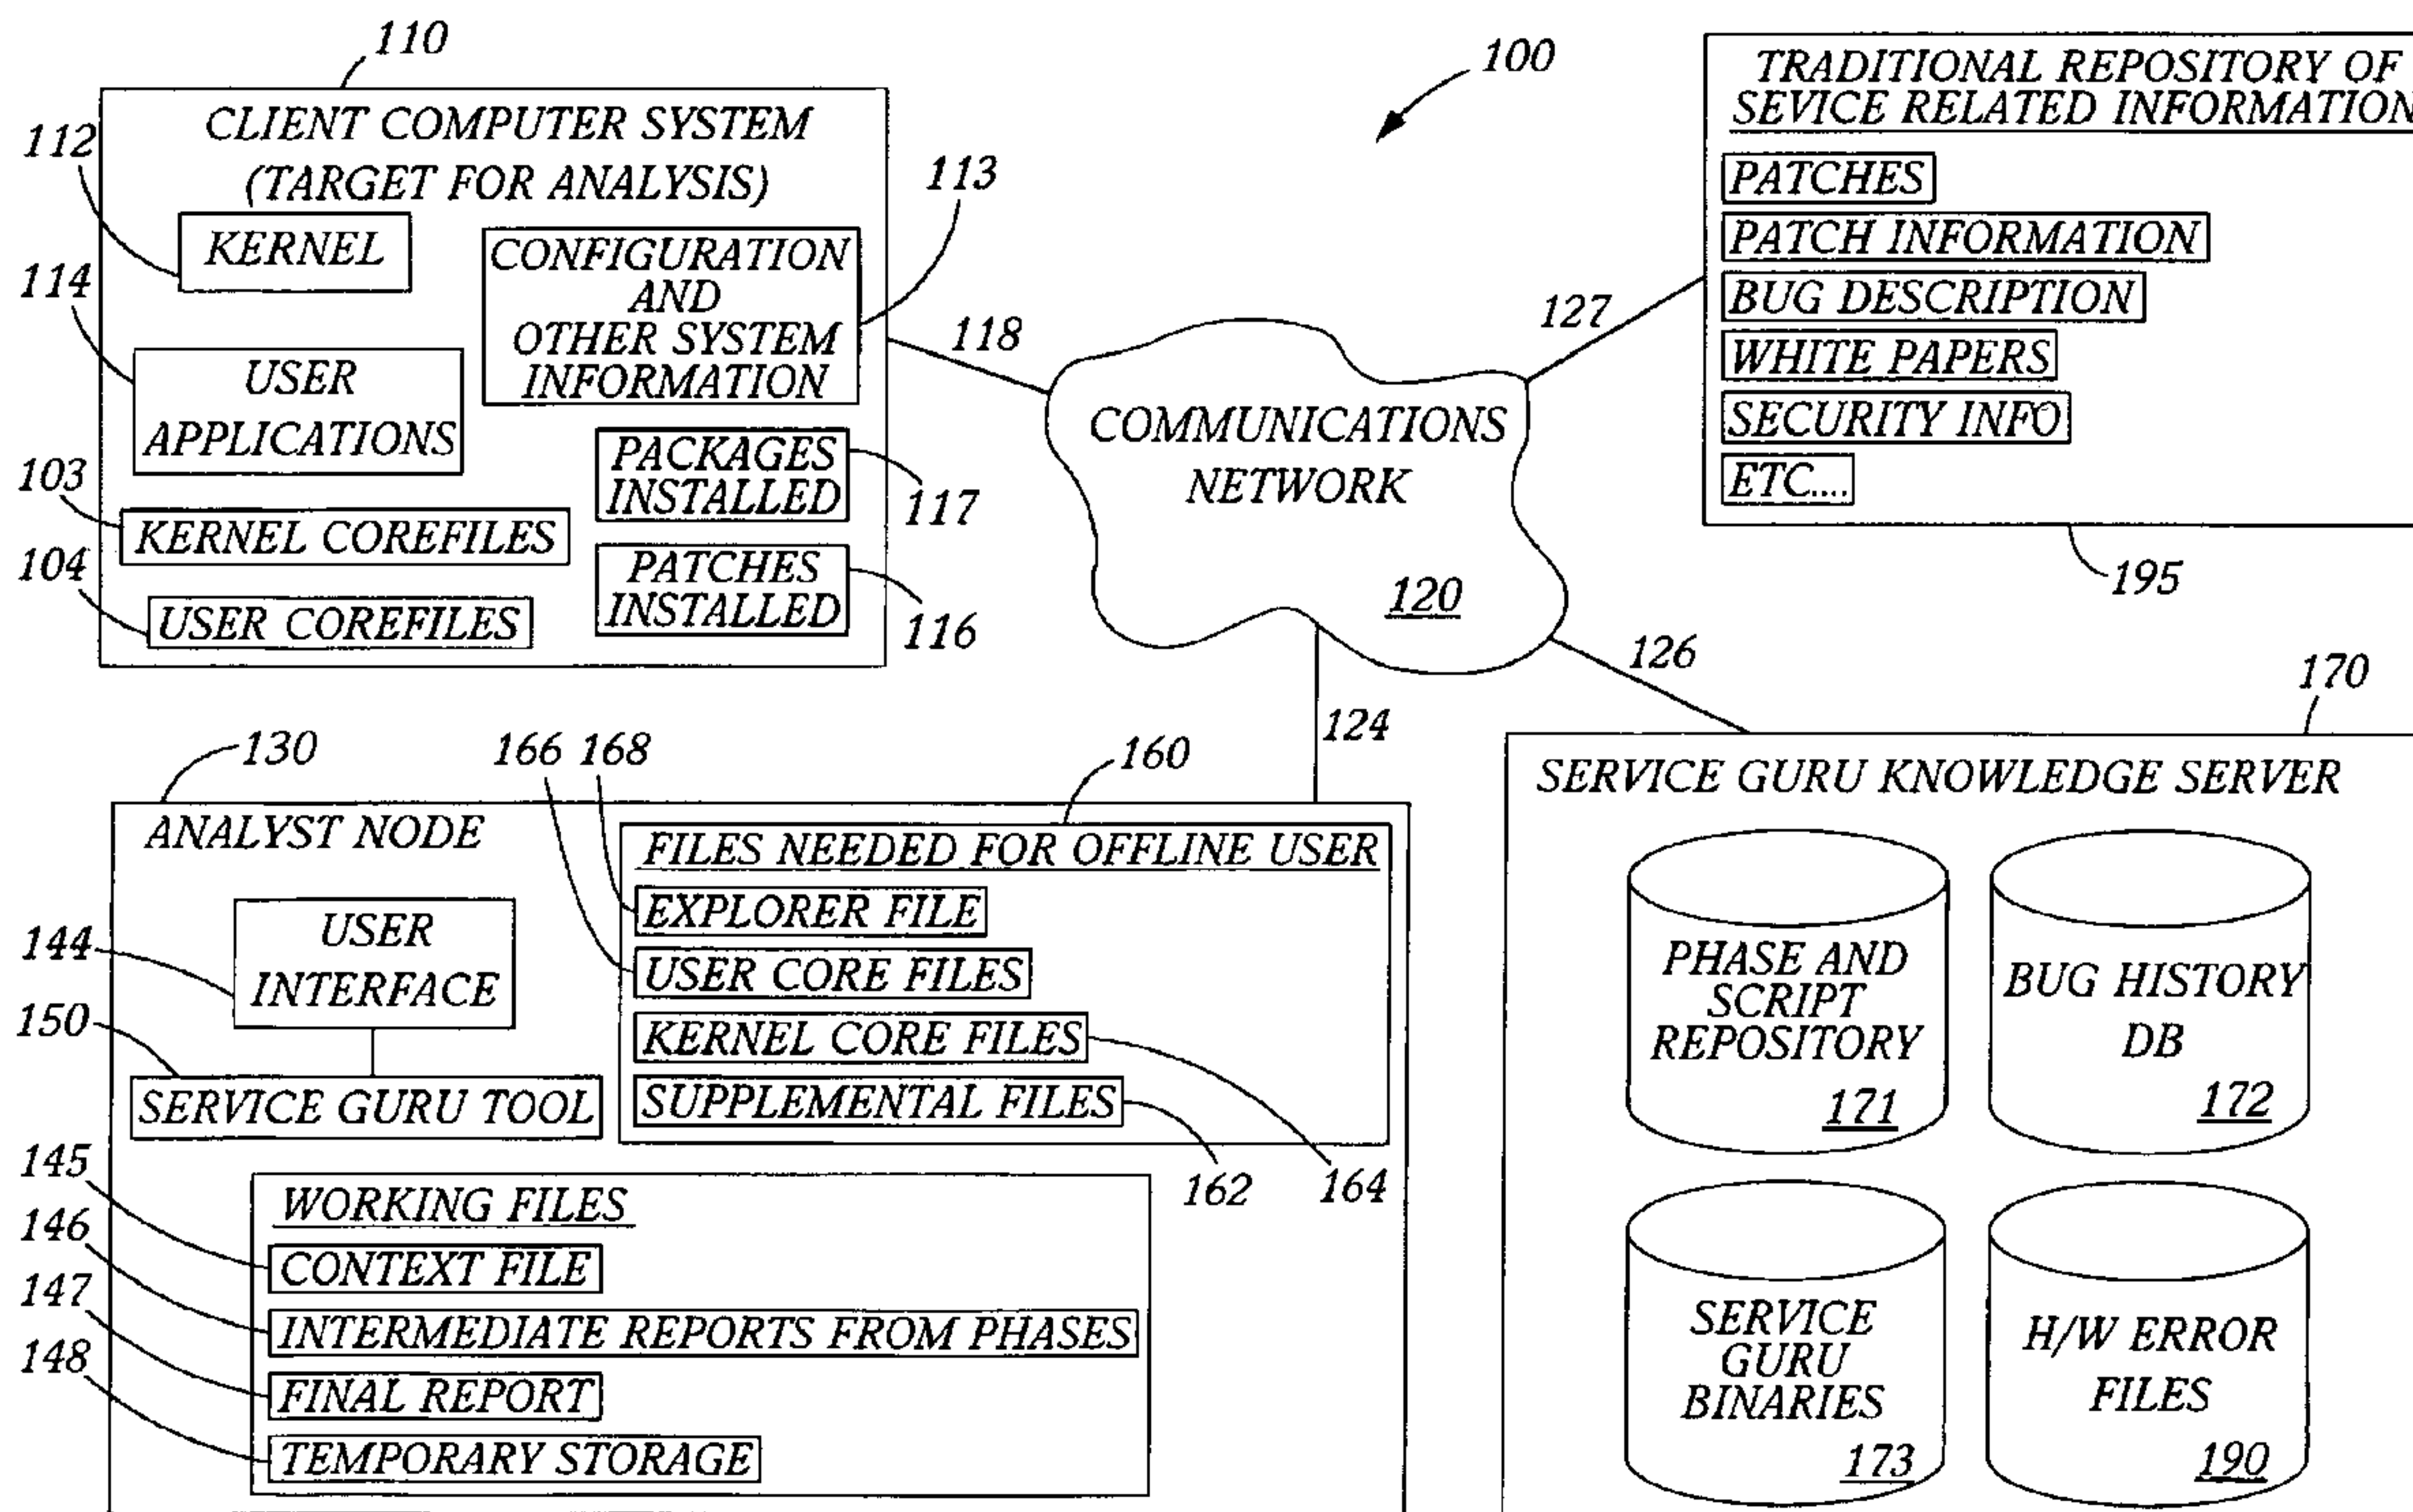 110
CLIENT COMPUTER SYSTEM
(TARGET FOR ANALYSIS)
112
KERNEL
113
CONFIGURATION
AND
OTHER SYSTEM
INFORMATION
114
USER
APPLICATIONS
103
KERNEL COREFILES
104
USER COREFILES
PACKAGES
INSTALLED
117
PATCHES
INSTALLED
116
118
100
COMMUNICATIONS
NETWORK
120
127
TRADITIONAL REPOSITORY OF
SEVICE RELATED INFORMATION
PATCHES
PATCH INFORMATION
BUG DESCRIPTION
WHITE PAPERS
SECURITY INFO
ETC....
195
126
124
130
ANALYST NODE
144
USER
INTERFACE
150
SERVICE GURU TOOL
166
168
160
FILES NEEDED FOR OFFLINE USER
EXPLORER FILE
USER CORE FILES
KERNEL CORE FILES
SUPPLEMENTAL FILES
162
164
WORKING FILES
145
CONTEXT FILE
146
INTERMEDIATE REPORTS FROM PHASES
147
FINAL REPORT
148
TEMPORARY STORAGE
170
SERVICE GURU KNOWLEDGE SERVER
PHASE AND
SCRIPT
REPOSITORY
171
BUG HISTORY
DB
172
SERVICE
GURU
BINARIES
173
H/W ERROR
FILES
190